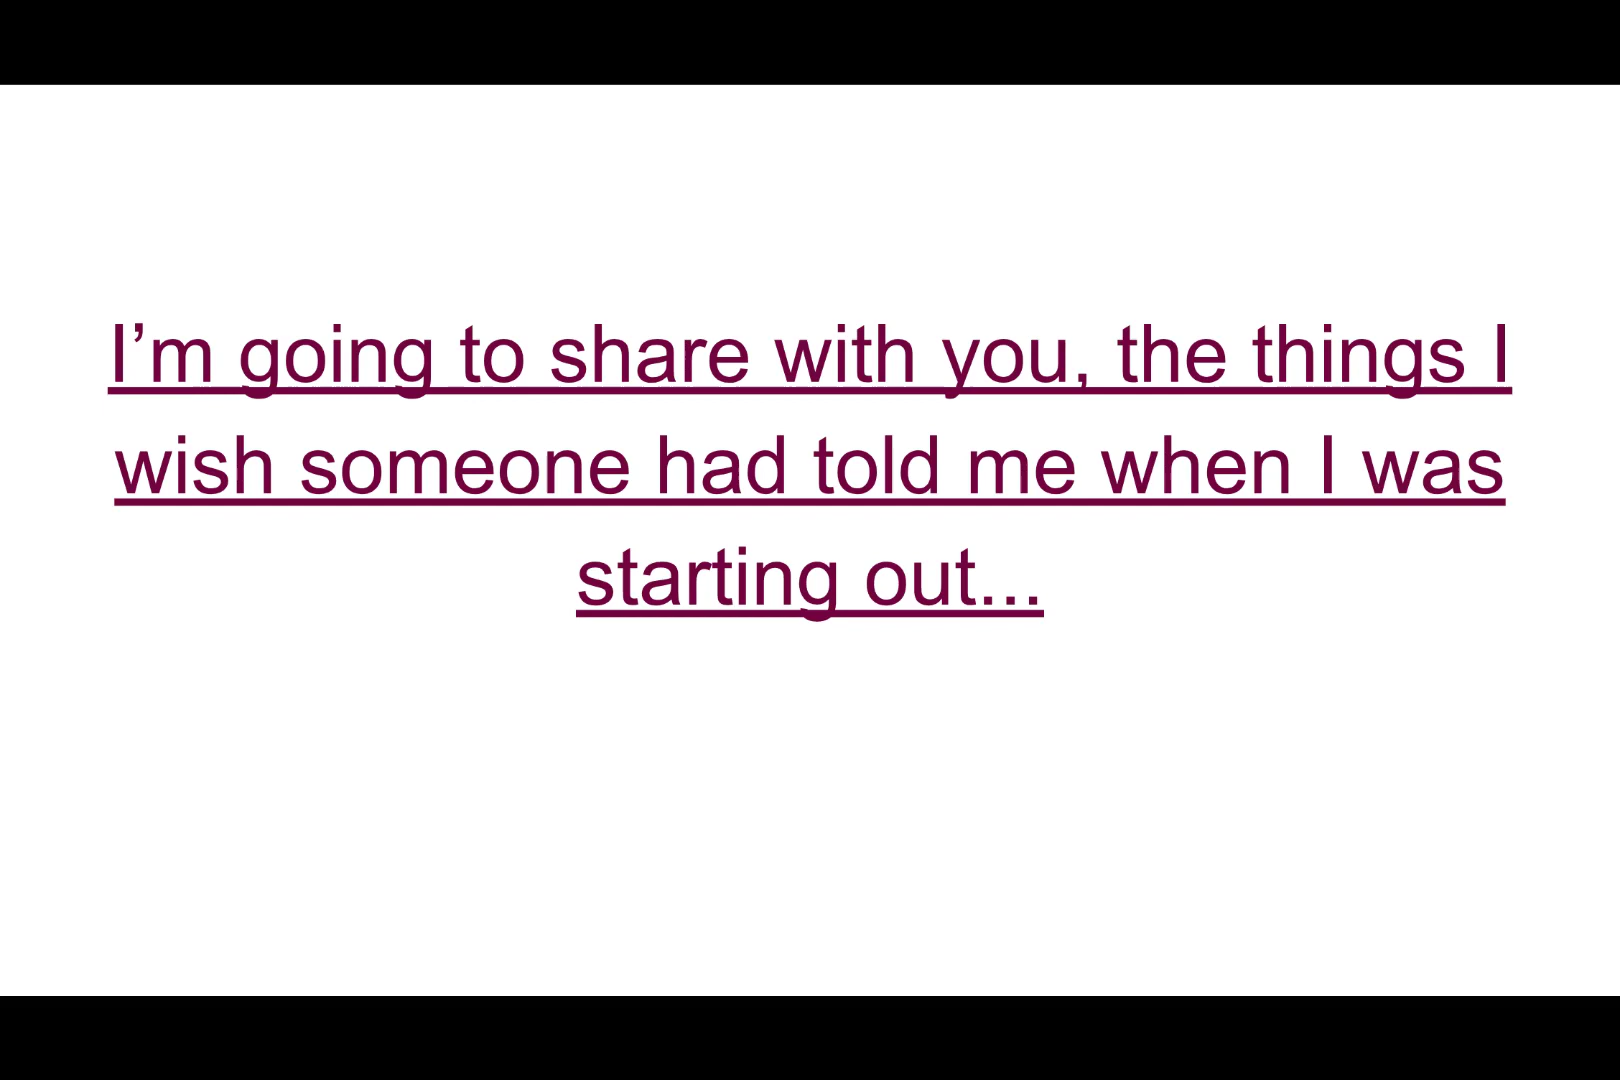 I’m going to share with you, the things I
wish someone had told me when I was
starting out...